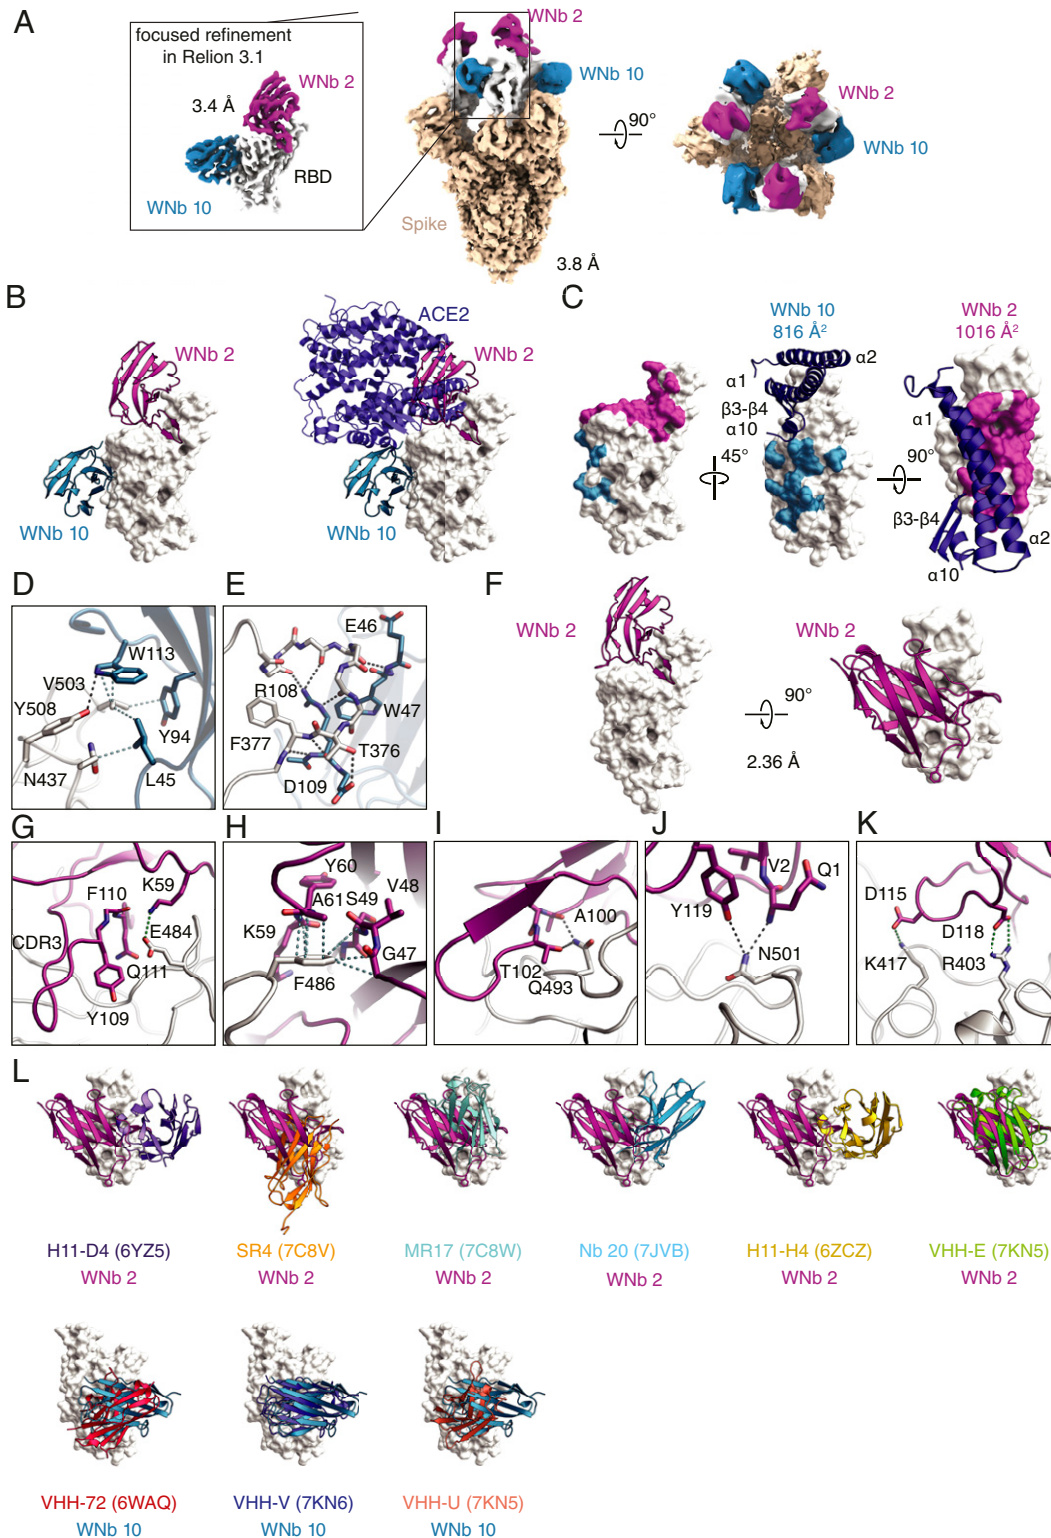 A
focused refinement
in Relion 3.1
WNb 2
3.4 Å
RBD
WNb 10
WNb 2
WNb 10
Spike
3.8 Å
90°
WNb 2
WNb 10
B
WNb 2
WNb 10
ACE2
WNb 2
WNb 10
C
WNb 10
816 Å²
α2
α1
β3-β4
α10
45°
WNb 2
1016 Å²
α1
90°
β3-β4
α2
α10
D
W113
V503
Y508
Y94
N437
L45
E
E46
R108
W47
F377
T376
D109
F
WNb 2
90°
2.36 Å
WNb 2
G
K59
F110
E484
CDR3
Q111
Y109
H
Y60
V48
A61
S49
K59
G47
F486
I
A100
T102
Q493
J
V2
Q1
Y119
N501
K
D115
D118
K417
R403
L
H11-D4 (6YZ5)
WNb 2
SR4 (7C8V)
WNb 2
MR17 (7C8W)
WNb 2
Nb 20 (7JVB)
WNb 2
H11-H4 (6ZCZ)
WNb 2
VHH-E (7KN5)
WNb 2
VHH-72 (6WAQ)
WNb 10
VHH-V (7KN6)
WNb 10
VHH-U (7KN5)
WNb 10